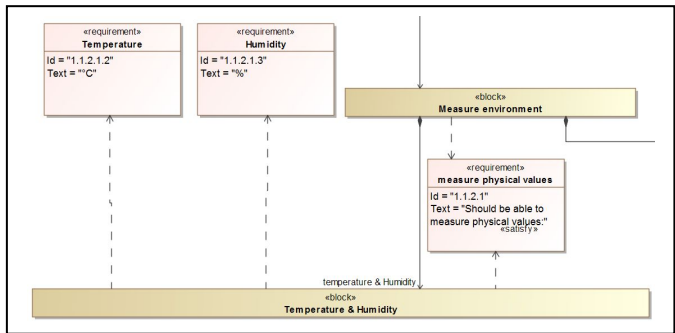 «requirement»
Temperature
Id = "1.1.2.1.2"
Text = "°C"
«requirement»
Humidity
Id = "1.1.2.1.3"
Text = "%"
«block»
Measure environment
«requirement»
measure physical values
Id = "1.1.2.1"
Text = "Should be able to
measure physical values:"
«satisfy»
temperature & Humidity
«block»
Temperature & Humidity